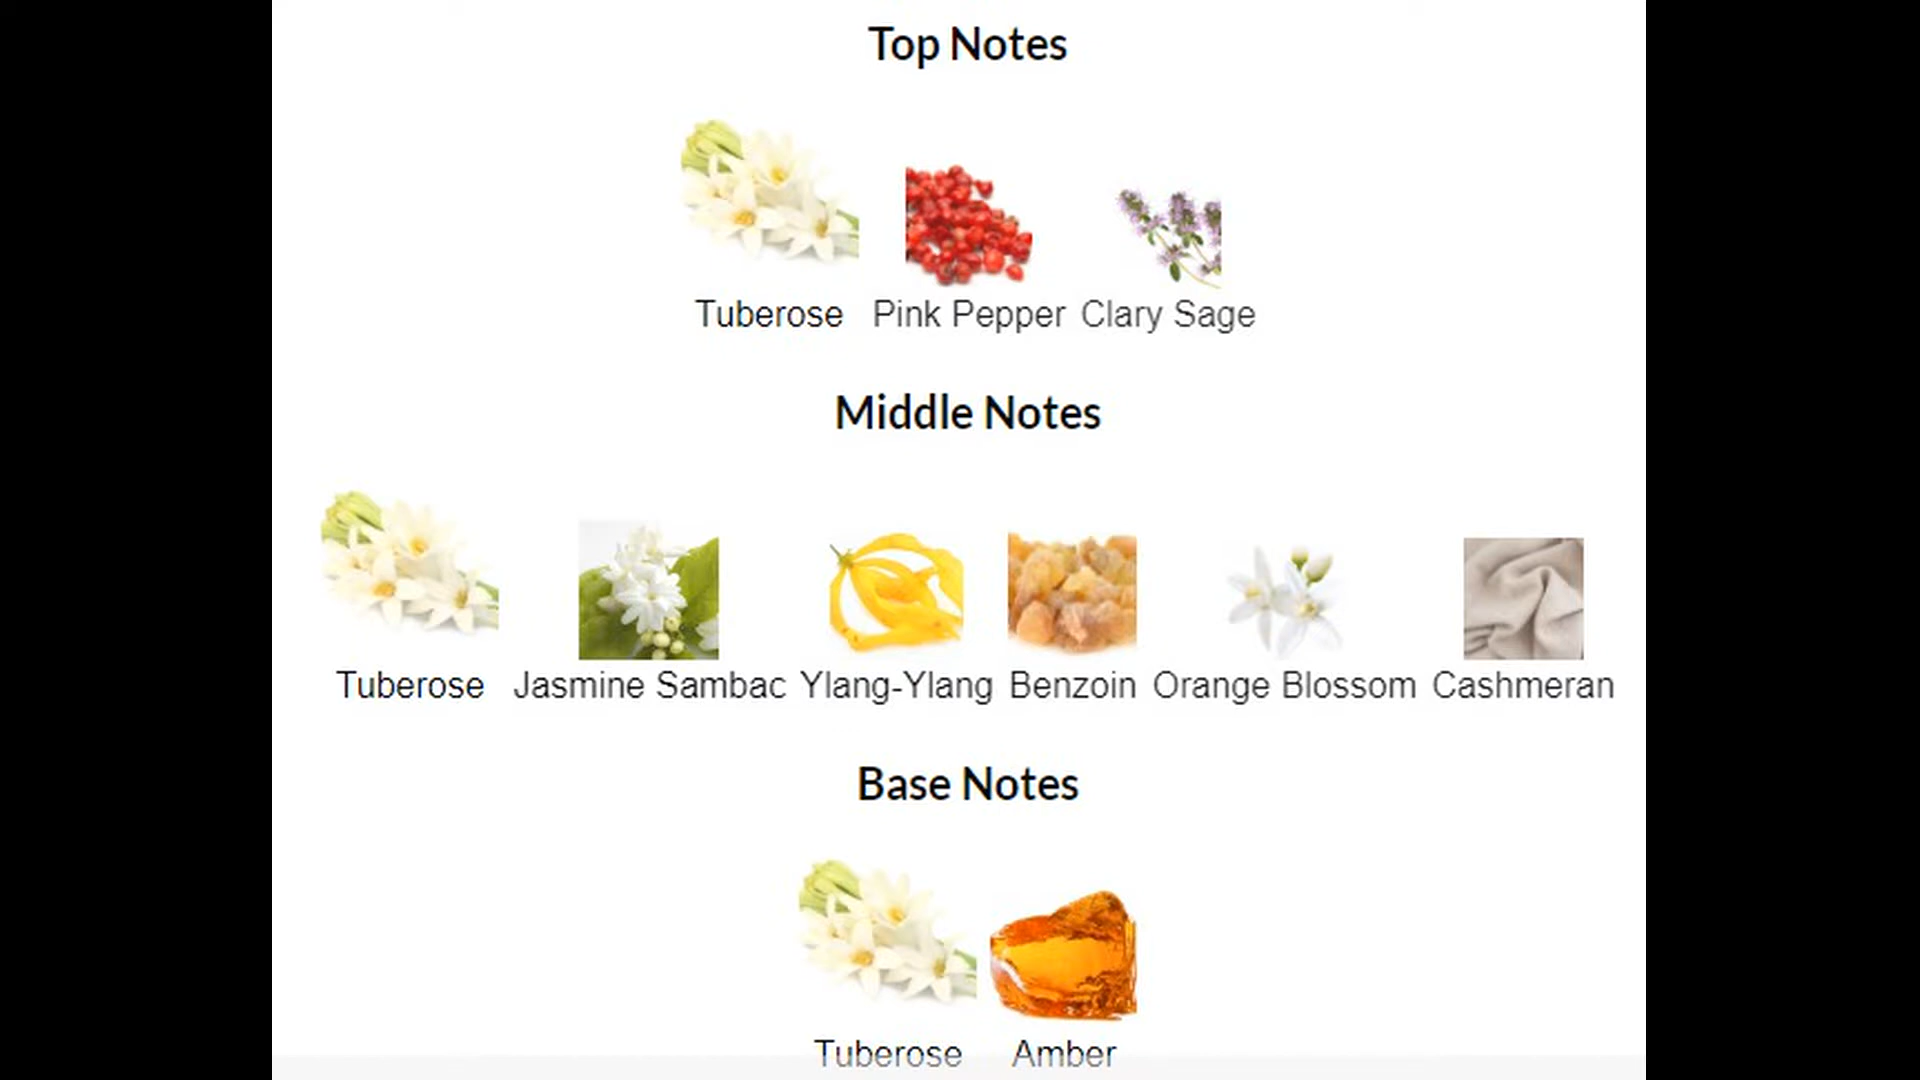 Top Notes
Tuberose Pink Pepper Clary Sage
Middle Notes
Tuberose Jasmine Sambac Ylang-Ylang Benzoin Orange Blossom Cashmeran
Base Notes
Tuberose Amber